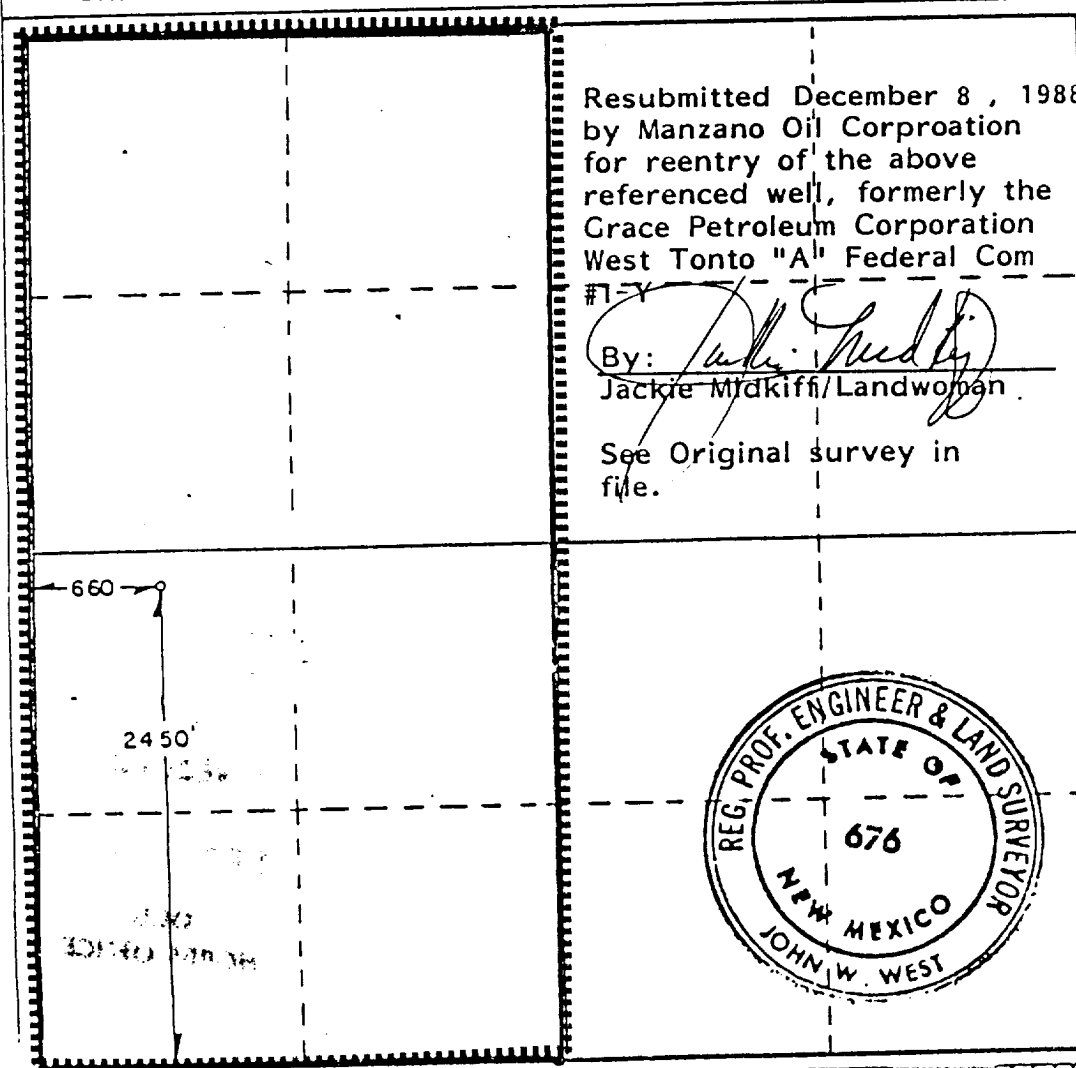 Resubmitted December 8 , 1988
by Manzano Oil Corproation
for reentry of the above
referenced well, formerly the
Grace Petroleum Corporation
West Tonto "A" Federal Com
#1-Y
By:
Jackie Midkiff/Landwoman
See Original survey in
file.
660
2450'
REG. PROF. ENGINEER & LAND SURVEYOR
STATE OF
676
NEW MEXICO
JOHN W. WEST